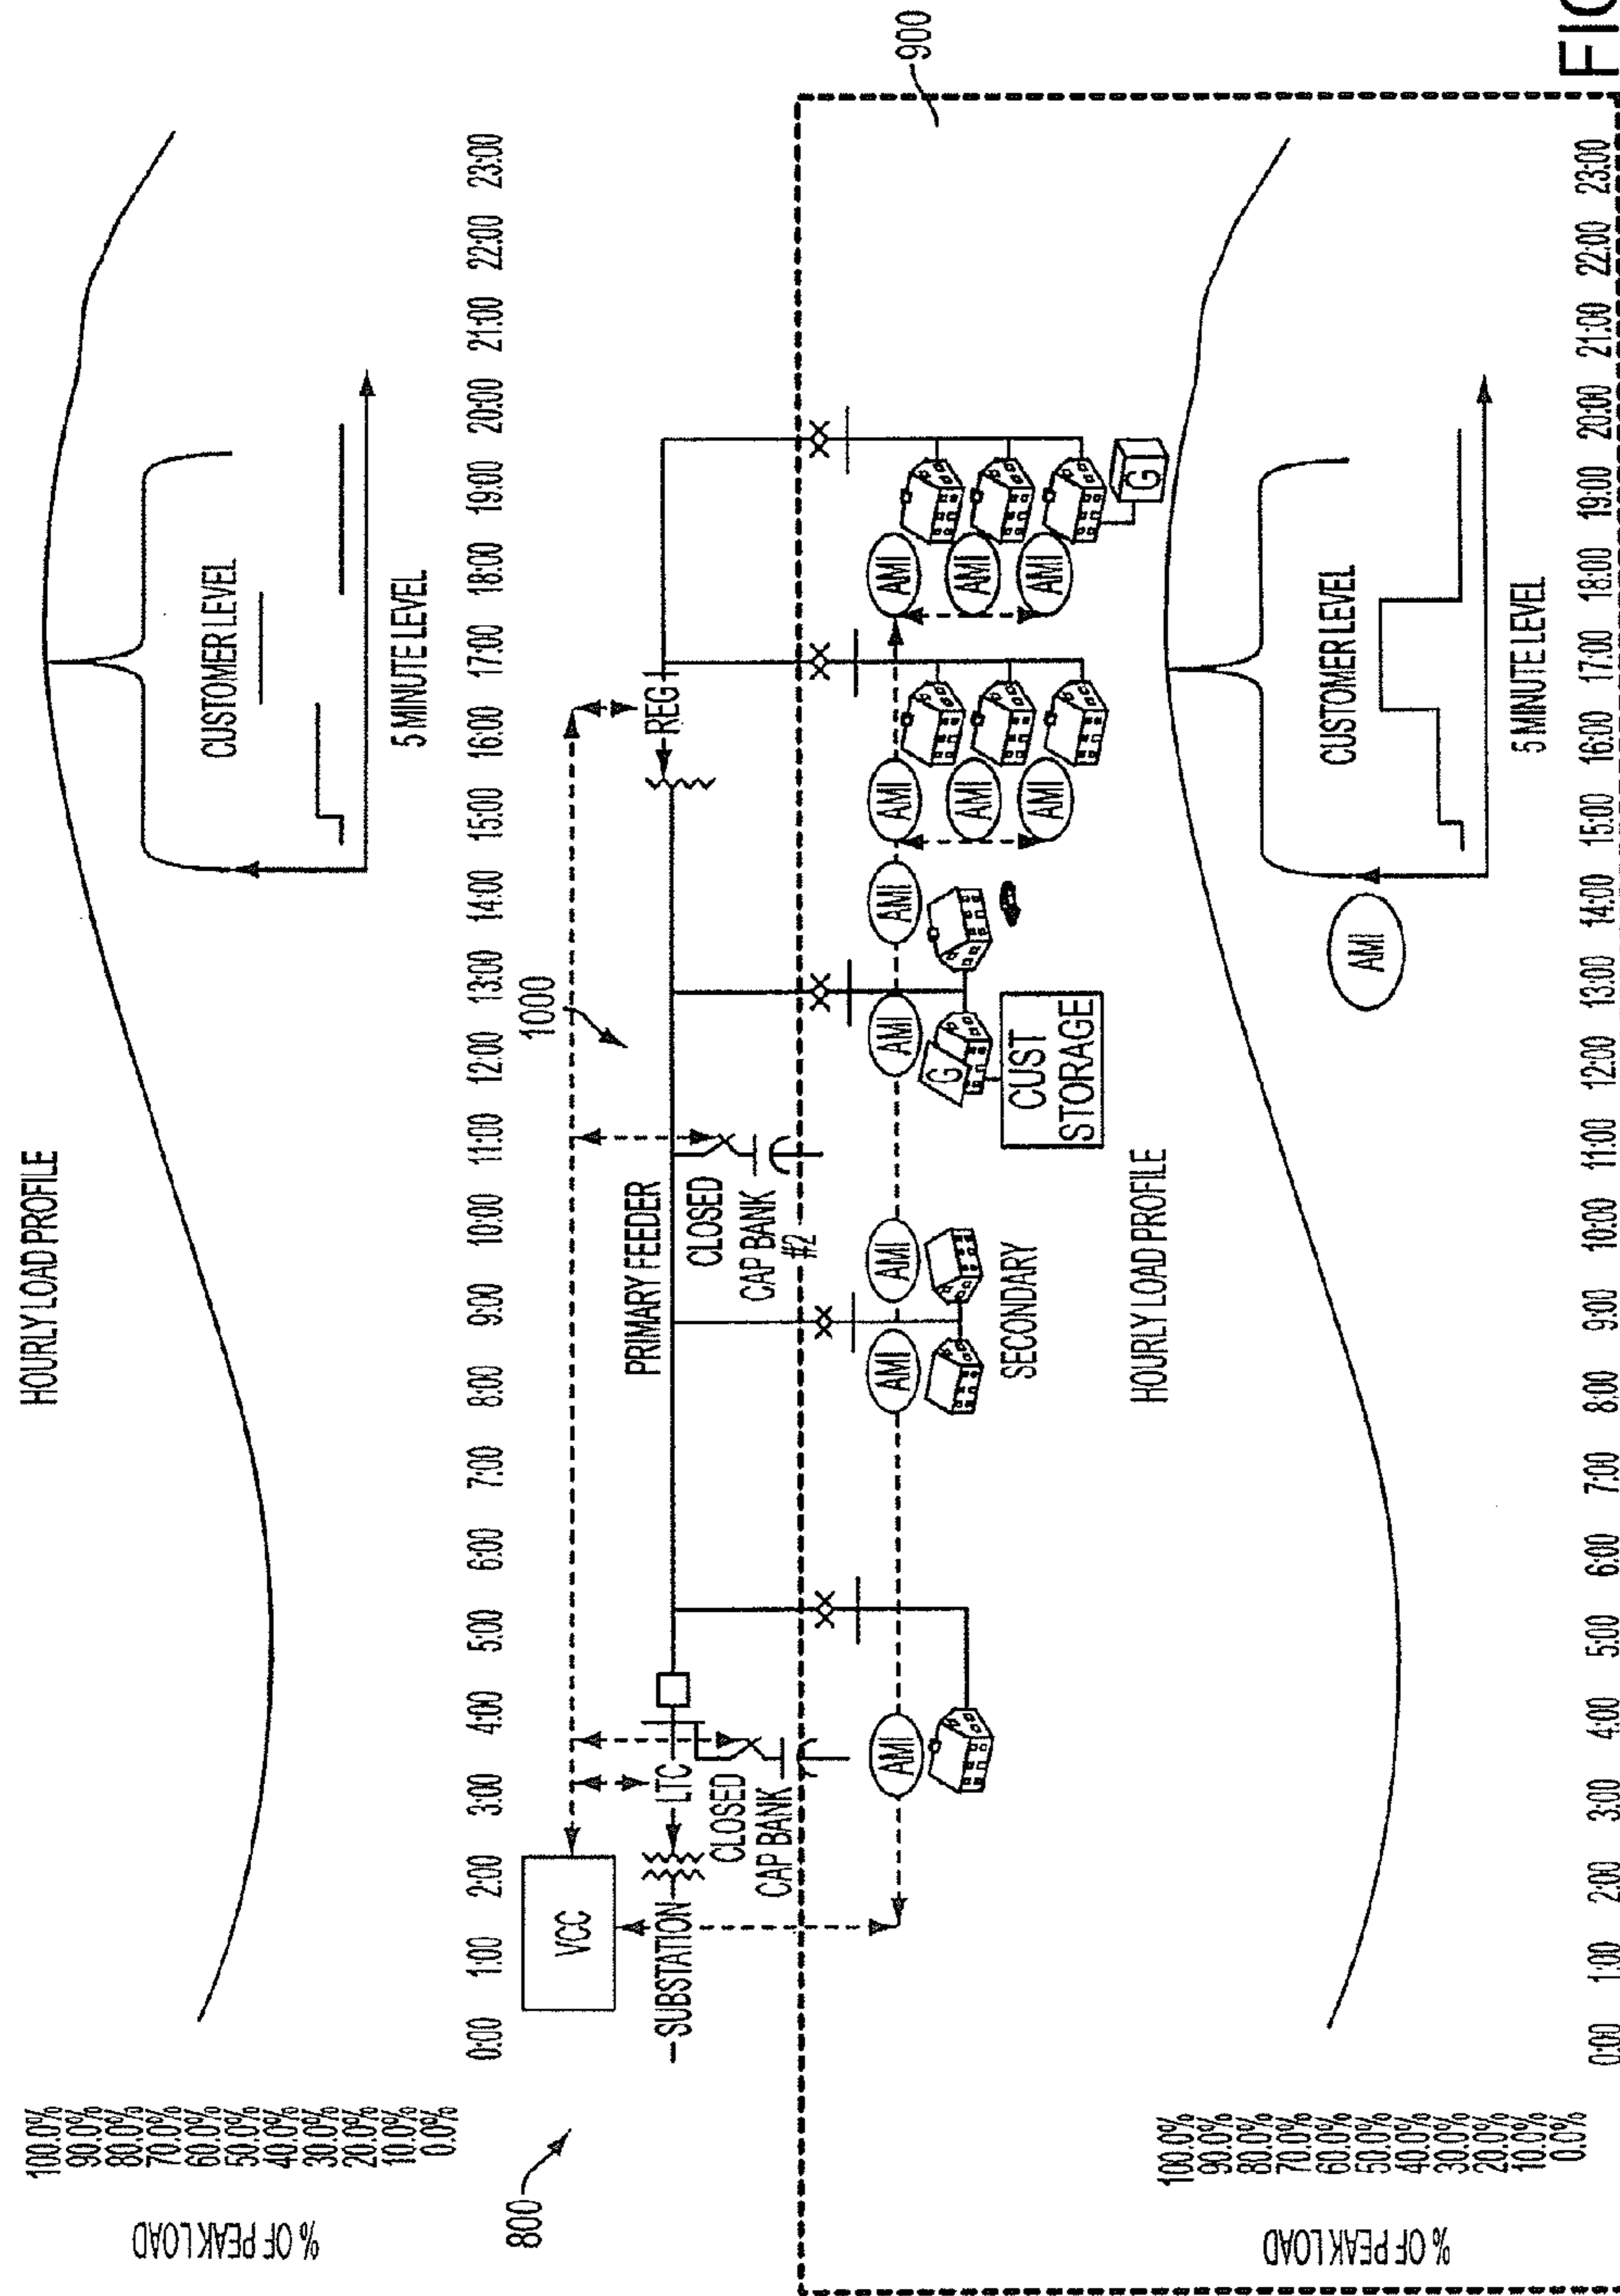 HOURLY LOAD PROFILE
% OF PEAK LOAD
100.0%
90.0%
80.0%
70.0%
60.0%
50.0%
40.0%
30.0%
20.0%
10.0%
0.0%
CUSTOMER LEVEL
5 MINUTE LEVEL
0:00 1:00 2:00 3:00 4:00 5:00 6:00 7:00 8:00 9:00 10:00 11:00 12:00 13:00 14:00 15:00 16:00 17:00 18:00 19:00 20:00 21:00 22:00 23:00
800
VCC
1000
SUBSTATION
LTC
PRIMARY FEEDER
REG
CLOSED
CAP BANK
CLOSED
CAP BANK
#2
900
AMI
AMI
AMI
AMI
AMI
AMI
AMI
AMI
AMI
AMI
AMI
G
G
CUST
STORAGE
SECONDARY
HOURLY LOAD PROFILE
% OF PEAK LOAD
100.0%
90.0%
80.0%
70.0%
60.0%
50.0%
40.0%
30.0%
20.0%
10.0%
0.0%
AMI
CUSTOMER LEVEL
5 MINUTE LEVEL
0:00 1:00 2:00 3:00 4:00 5:00 6:00 7:00 8:00 9:00 10:00 11:00 12:00 13:00 14:00 15:00 16:00 17:00 18:00 19:00 20:00 21:00 22:00 23:00